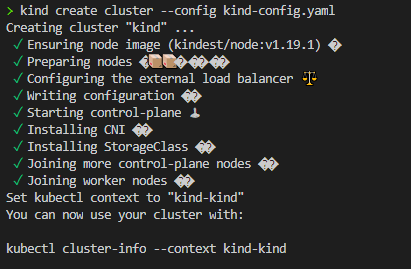 > kind create cluster --config kind-config.yaml
Creating cluster "kind" ...
✓ Ensuring node image (kindest/node:v1.19.1) �
✓ Preparing nodes �📦📦���� ��
✓ Configuring the external load balancer ⚖️
✓ Writing configuration ��
✓ Starting control-plane 🕹️
✓ Installing CNI ��
✓ Installing StorageClass ��
✓ Joining more control-plane nodes ��
✓ Joining worker nodes ��
Set kubectl context to "kind-kind"
You can now use your cluster with:
kubectl cluster-info --context kind-kind